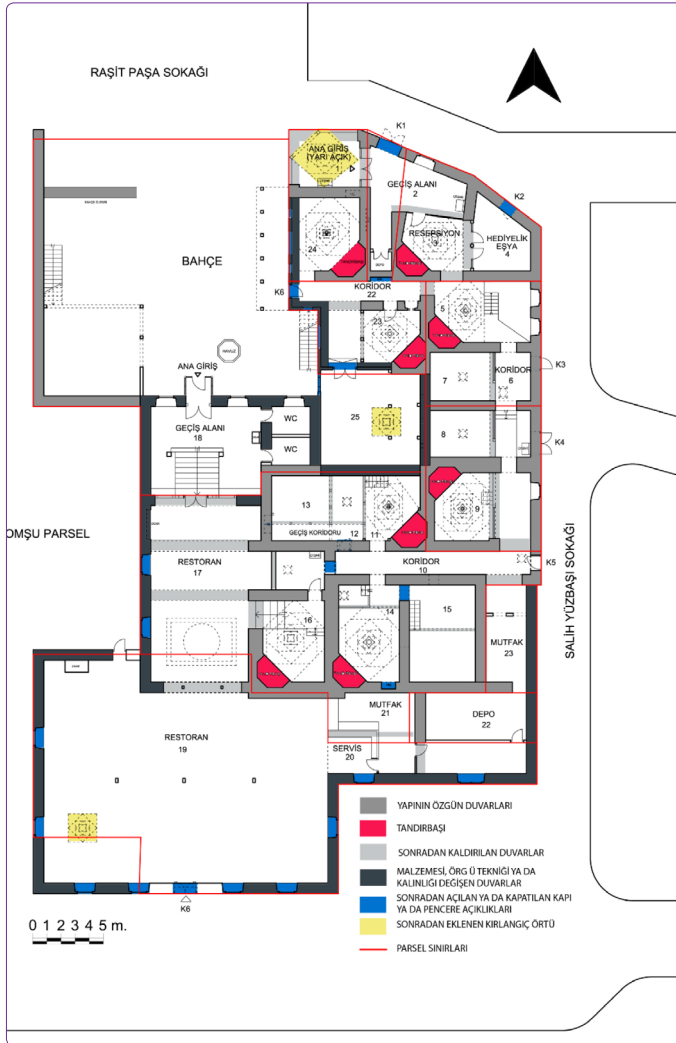 RAŞİT PAŞA SOKAĞI
K1
ANA GİRİŞ
(YARI AÇIK)
1
GEÇİŞ ALANI
2
K2
RESEPSİYON
3
HEDİYELİK
EŞYA
4
24
BAHÇE
K6
KORİDOR
22
23
5
HAVUZ
K3
7
KORİDOR
6
ANA GİRİŞ
25
WC
GEÇİŞ ALANI
18
WC
8
K4
9
13
GEÇİŞ KORİDORU
12
11
OMŞU PARSEL
RESTORAN
17
KORİDOR
10
K5
SALİH YÜZBAŞI SOKAĞI
16
14
15
MUTFAK
23
MUTFAK
21
DEPO
22
RESTORAN
19
SERVİS
20
K6
0 1 2 3 4 5 m.
YAPININ ÖZGÜN DUVARLARI
TANDIRBAŞI
SONRADAN KALDIRILAN DUVARLAR
MALZEMESİ, ÖRG Ü TEKNİĞİ YA DA
KALINLIĞI DEĞİŞEN DUVARLAR
SONRADAN AÇILAN YA DA KAPATILAN KAPI
YA DA PENCERE AÇIKLIKLARI
SONRADAN EKLENEN KIRLANGIÇ ÖRTÜ
PARSEL SINIRLARI